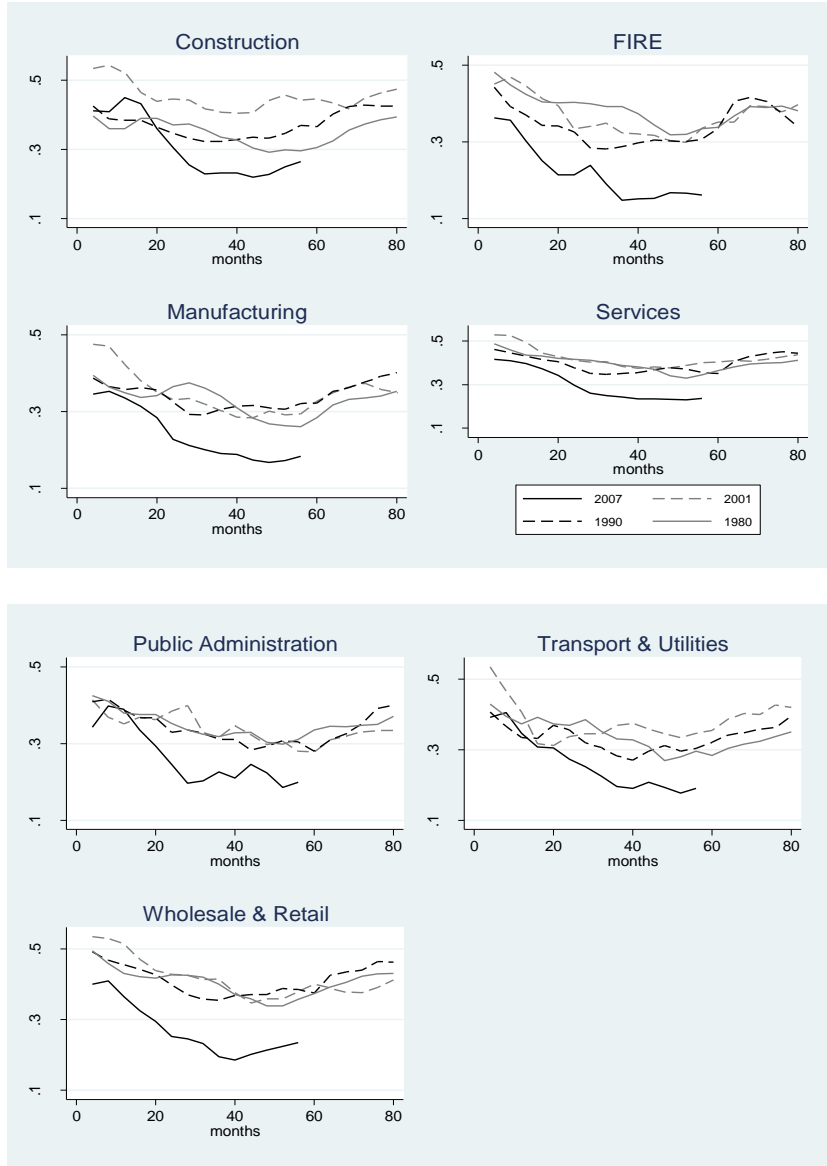 Construction
.5
.3
.1
0 20 40 60 80
months
FIRE
.5
.3
.1
0 20 40 60 80
months
Manufacturing
.5
.3
.1
0 20 40 60 80
months
Services
.5
.3
.1
0 20 40 60 80
months
2007 2001
1990 1980
Public Administration
.5
.3
.1
0 20 40 60 80
months
Transport & Utilities
.5
.3
.1
0 20 40 60 80
months
Wholesale & Retail
.5
.3
.1
0 20 40 60 80
months